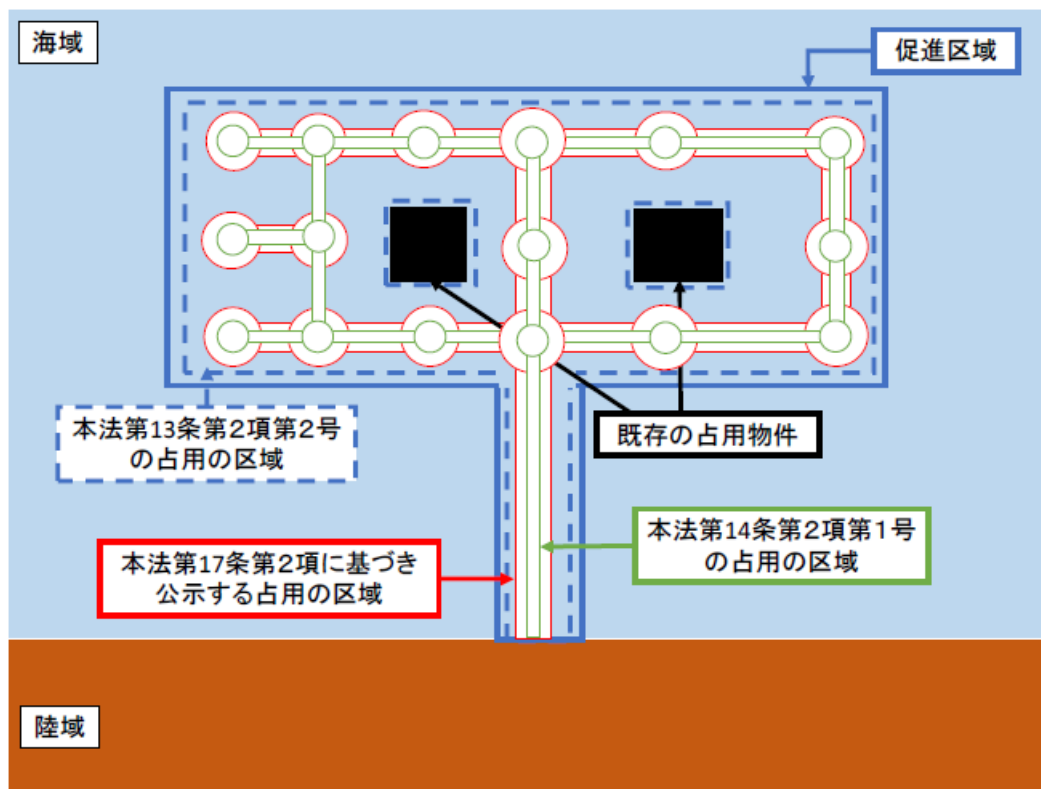 海域
促進区域
本法第13条第2項第2号
の占用の区域
既存の占用物件
本法第14条第2項第1号
の占用の区域
本法第17条第2項に基づき
公示する占用の区域
陸域